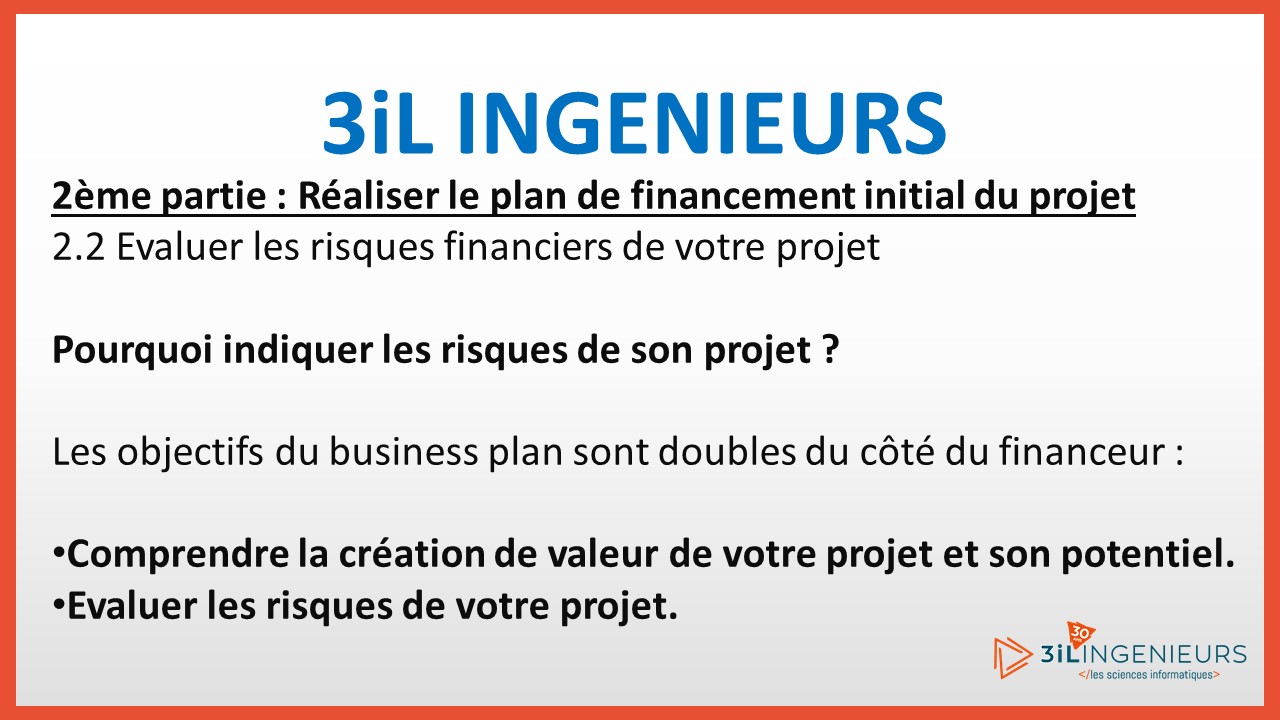 3iL INGENIEURS
2ème partie : Réaliser le plan de financement initial du projet
2.2 Evaluer les risques financiers de votre projet
Pourquoi indiquer les risques de son projet ?
Les objectifs du business plan sont doubles du côté du financeur :
•Comprendre la création de valeur de votre projet et son potentiel.
•Evaluer les risques de votre projet.
30
3iLINGENIEURS
</les sciences informatiques>